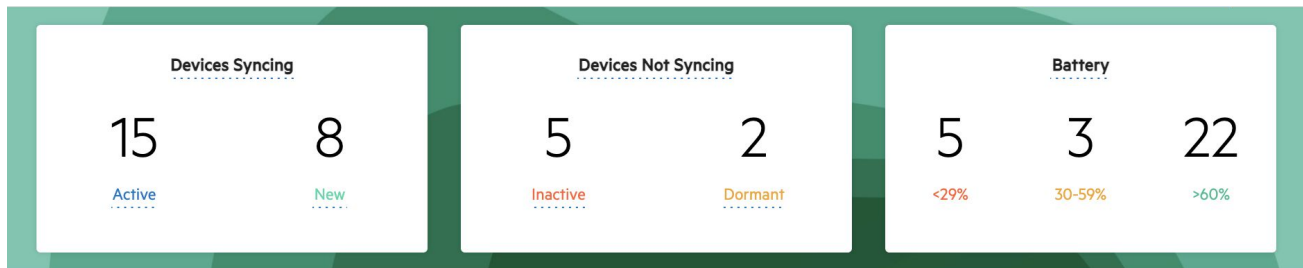 Devices Syncing
15
8
Active
New
Devices Not Syncing
5
2
Inactive
Dormant
Battery
5
3
22
<29%
30-59%
>60%